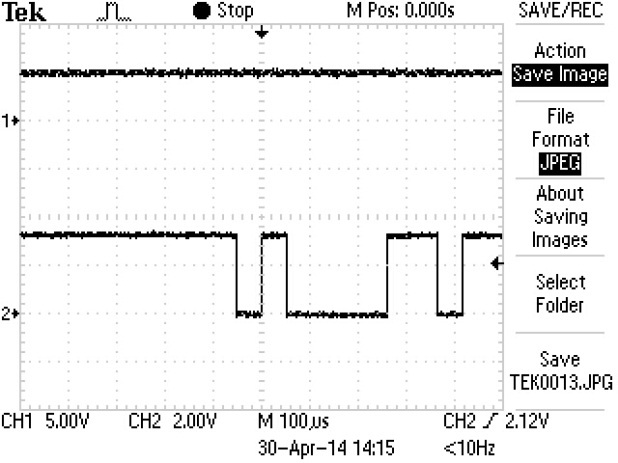 Tek Stop M Pos: 0.000s SAVE/REC
Action
Save Image
1
File
Format
JPEG
About
Saving
Images
Select
Folder
2
Save
TEK0013.JPG
CH1 5.00V CH2 2.00V M 100µs CH2 2.12V
30-Apr-14 14:15 <10Hz